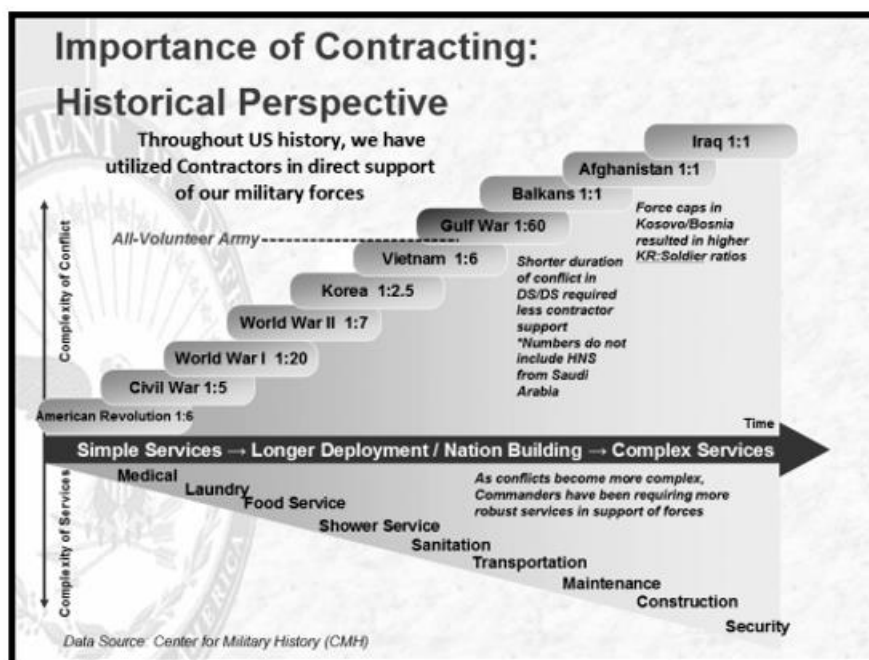 Importance of Contracting:
Historical Perspective
Throughout US history, we have
utilized Contractors in direct support
of our military forces
Iraq 1:1
Afghanistan 1:1
Balkans 1:1
Gulf War 1:60
All-Volunteer Army
Vietnam 1:6
Korea 1:2.5
World War II 1:7
World War I 1:20
Civil War 1:5
American Revolution 1:6
Force caps in
Kosovo/Bosnia
resulted in higher
KR:Soldier ratios
Shorter duration
of conflict in
DS/DS required
less contractor
support
*Numbers do not
include HNS
from Saudi
Arabia
Complexity of Conflict
Time
Simple Services → Longer Deployment / Nation Building → Complex Services
Complexity of Services
Medical
Laundry
Food Service
Shower Service
Sanitation
Transportation
Maintenance
Construction
Security
As conflicts become more complex,
Commanders have been requiring more
robust services in support of forces
Data Source: Center for Military History (CMH)